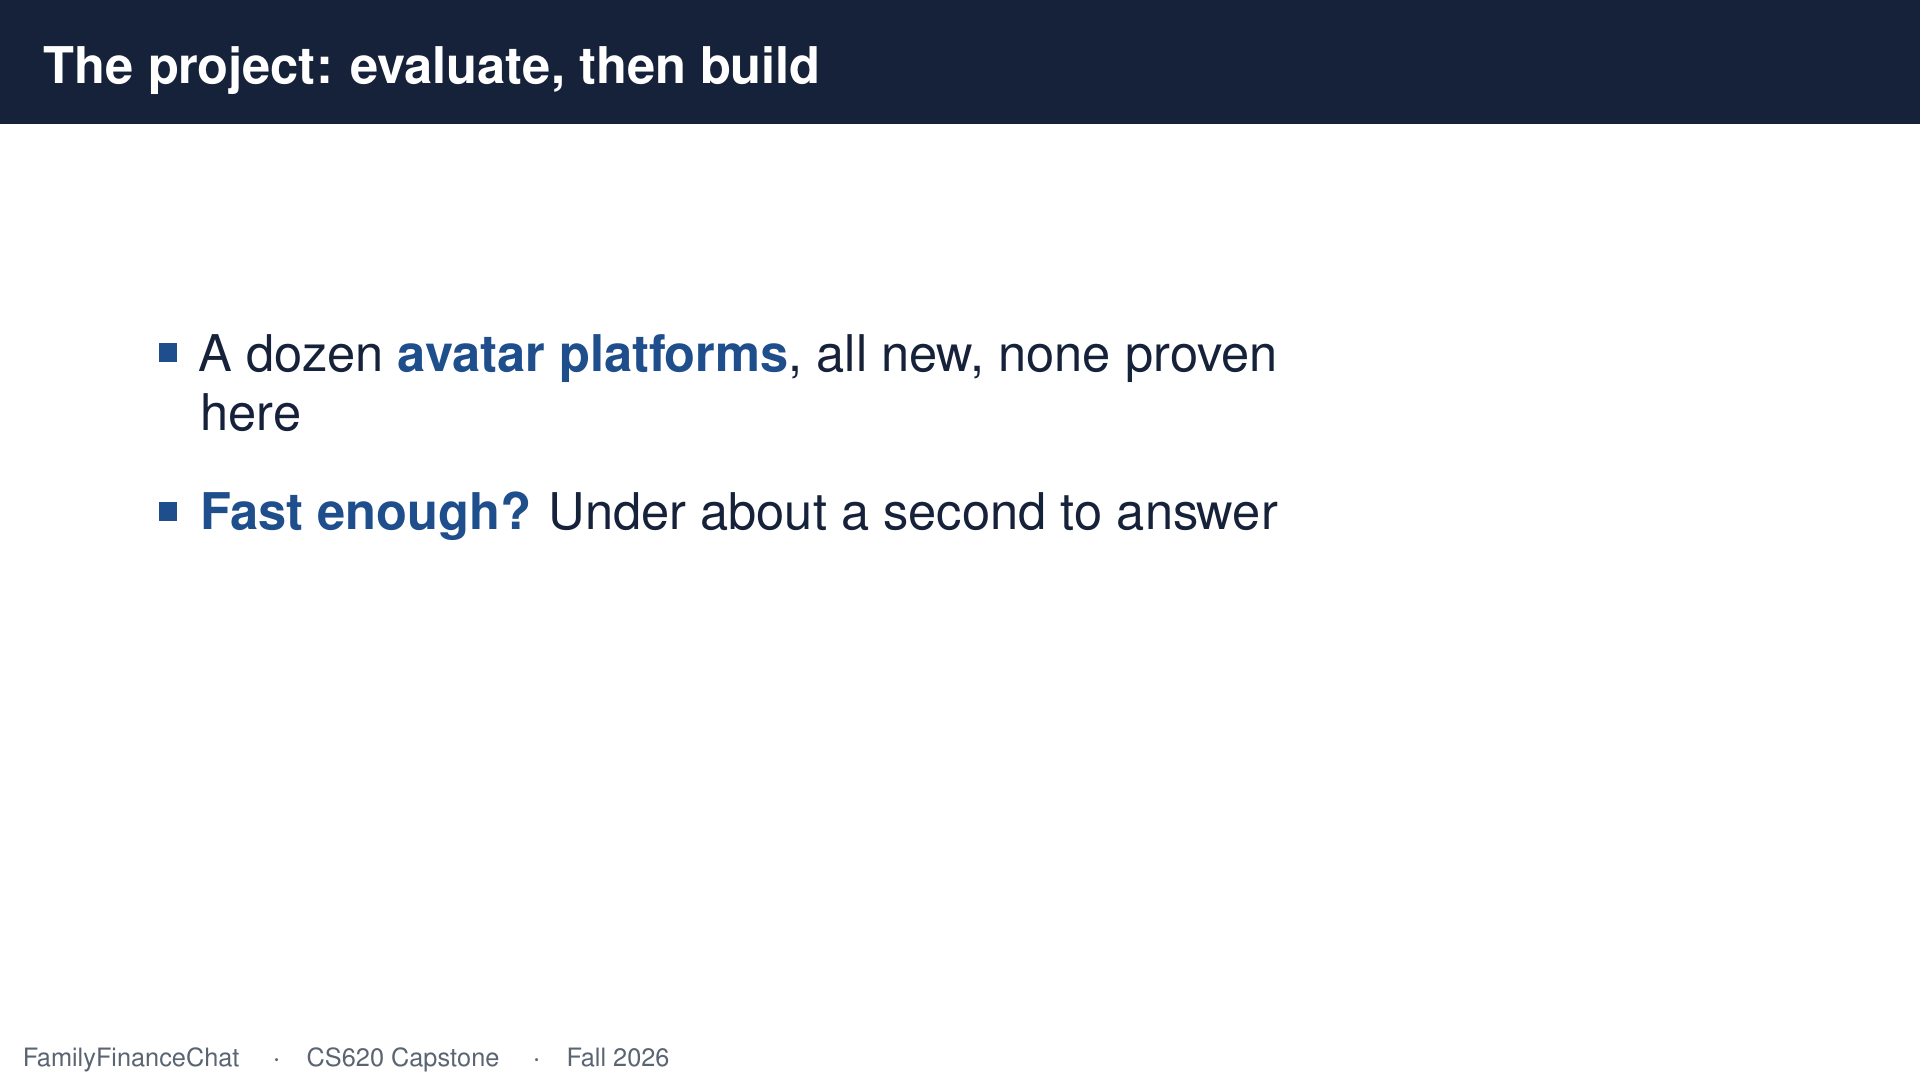 The project: evaluate, then build
A dozen avatar platforms, all new, none proven
here
Fast enough? Under about a second to answer
FamilyFinanceChat · CS620 Capstone · Fall 2026